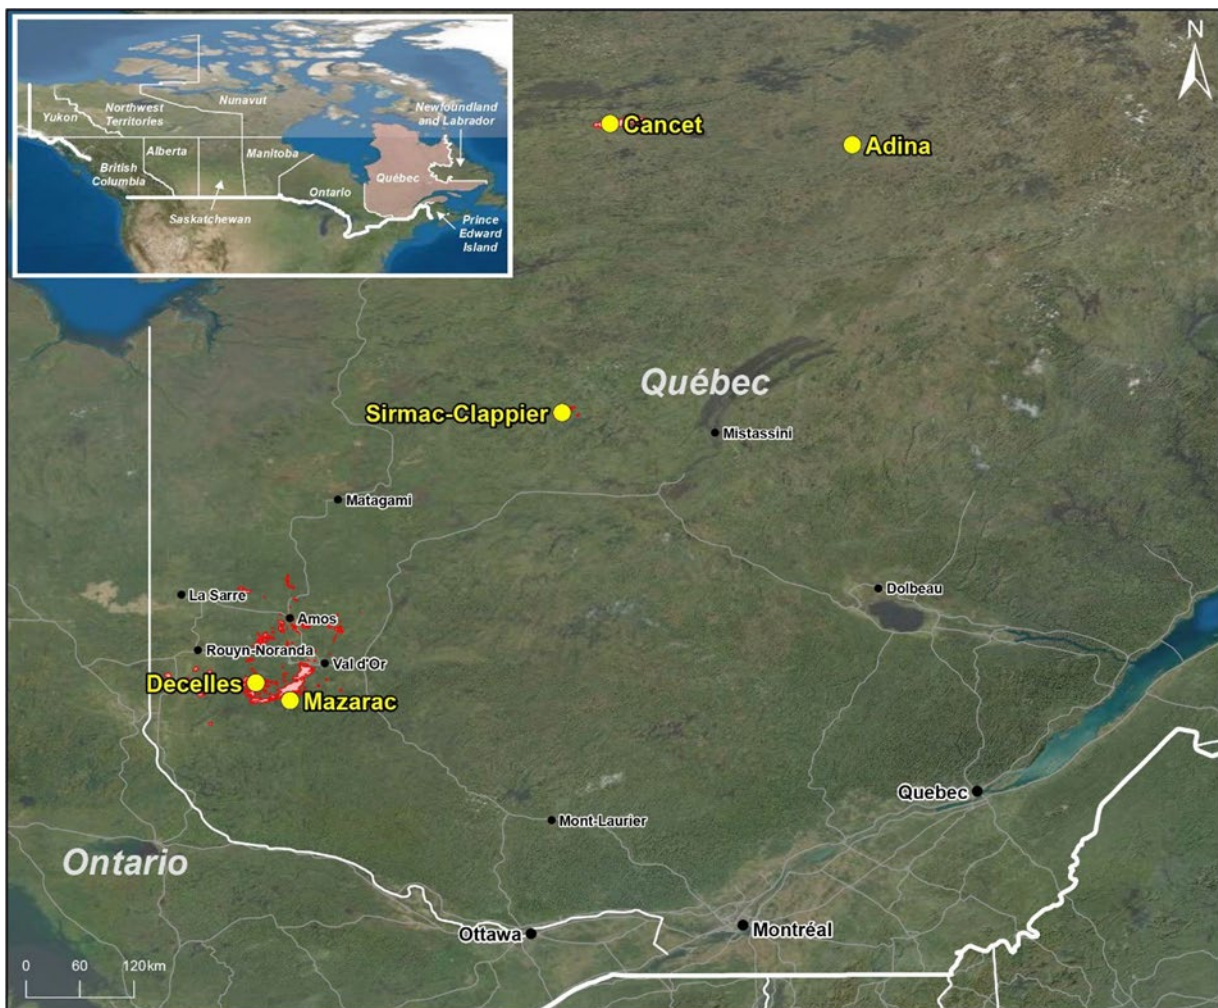 Nunavut
Northwest
Territories
Yukon
Newfoundland
and Labrador
Alberta
Manitoba
British
Columbia
Québec
Ontario
Saskatchewan
Prince
Edward
Island
N
Cancet
Adina
Québec
Sirmac-Clappier
Mistassini
Matagami
La Sarre
Dolbeau
Amos
Rouyn-Noranda
Val d'Or
Decelles
Mazarac
Quebec
Mont-Laurier
Ontario
Ottawa
Montréal
0 60 120km